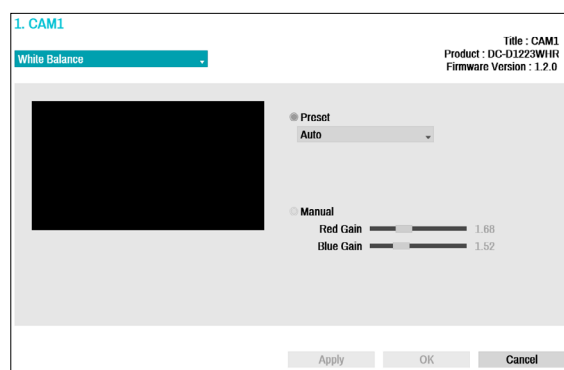 1. CAM1
Title : CAM1
White Balance
Product : DC-D1223WHR
Firmware Version : 1.2.0
Preset
Auto
Manual
Red Gain 1.68
Blue Gain 1.52
Apply OK Cancel